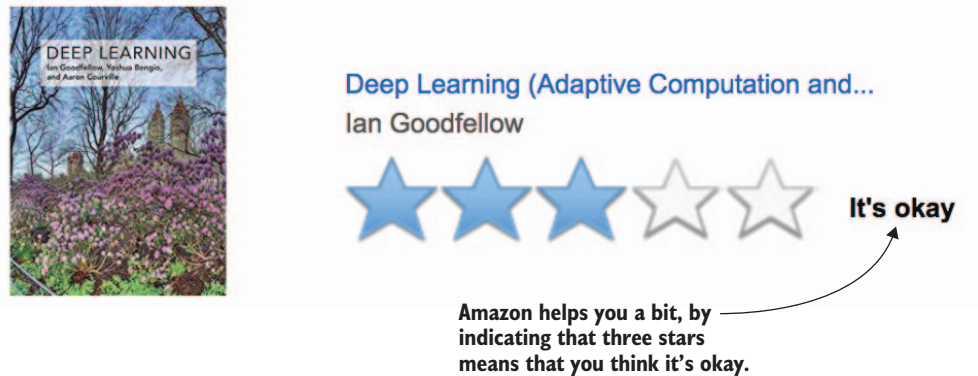 DEEP LEARNING
Ian Goodfellow, Yoshua Bengio,
and Aaron Courville
Deep Learning (Adaptive Computation and...
Ian Goodfellow
It's okay
Amazon helps you a bit, by
indicating that three stars
means that you think it's okay.